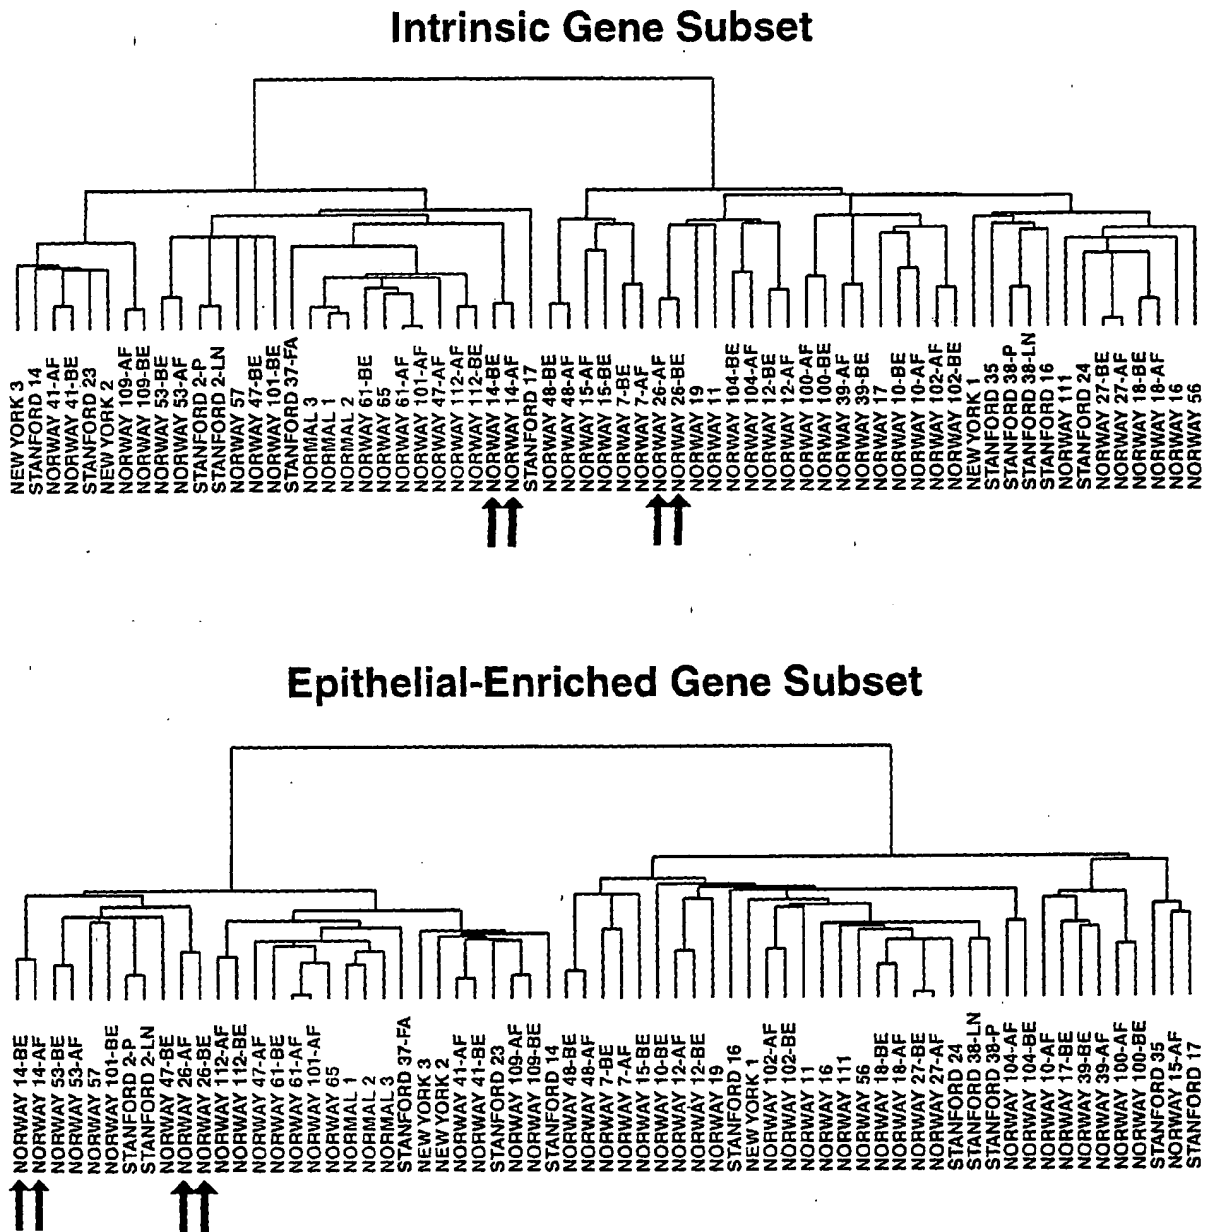 Intrinsic Gene Subset
NEW YORK 3
STANFORD 14
NORWAY 41-AF
NORWAY 41-BE
STANFORD 23
NEW YORK 2
NORWAY 109-AF
NORWAY 109-BE
NORWAY 53-BE
NORWAY 53-AF
STANFORD 2-P
STANFORD 2-LN
NORWAY 57
NORWAY 47-BE
NORWAY 101-BE
STANFORD 37-FA
NORMAL 3
NORMAL 1
NORMAL 2
NORWAY 61-BE
NORWAY 65
NORWAY 61-AF
NORWAY 101-AF
NORWAY 47-AF
NORWAY 112-AF
NORWAY 112-BE
NORWAY 14-BE
NORWAY 14-AF
STANFORD 17
NORWAY 48-BE
NORWAY 48-AF
NORWAY 15-AF
NORWAY 15-BE
NORWAY 7-BE
NORWAY 7-AF
NORWAY 26-AF
NORWAY 26-BE
NORWAY 19
NORWAY 11
NORWAY 104-BE
NORWAY 104-AF
NORWAY 12-BE
NORWAY 12-AF
NORWAY 100-AF
NORWAY 100-BE
NORWAY 39-AF
NORWAY 39-BE
NORWAY 17
NORWAY 10-BE
NORWAY 10-AF
NORWAY 102-AF
NORWAY 102-BE
NEW YORK 1
STANFORD 35
STANFORD 38-P
STANFORD 38-LN
STANFORD 16
NORWAY 111
STANFORD 24
NORWAY 27-BE
NORWAY 27-AF
NORWAY 18-BE
NORWAY 18-AF
NORWAY 16
NORWAY 56
Epithelial-Enriched Gene Subset
NORWAY 14-BE
NORWAY 14-AF
NORWAY 53-BE
NORWAY 53-AF
NORWAY 57
NORWAY 101-BE
STANFORD 2-P
STANFORD 2-LN
NORWAY 47-BE
NORWAY 26-AF
NORWAY 26-BE
NORWAY 112-AF
NORWAY 112-BE
NORWAY 47-AF
NORWAY 61-BE
NORWAY 61-AF
NORWAY 101-AF
NORWAY 65
NORMAL 1
NORMAL 2
NORMAL 3
STANFORD 37-FA
NEW YORK 3
NEW YORK 2
NORWAY 41-AF
NORWAY 41-BE
STANFORD 23
NORWAY 109-AF
NORWAY 109-BE
STANFORD 14
NORWAY 48-BE
NORWAY 48-AF
NORWAY 7-BE
NORWAY 7-AF
NORWAY 15-BE
NORWAY 10-BE
NORWAY 12-AF
NORWAY 12-BE
NORWAY 19
STANFORD 16
NEW YORK 1
NORWAY 102-AF
NORWAY 102-BE
NORWAY 11
NORWAY 16
NORWAY 111
NORWAY 56
NORWAY 18-BE
NORWAY 18-AF
NORWAY 27-BE
NORWAY 27-AF
STANFORD 24
STANFORD 38-LN
STANFORD 38-P
NORWAY 104-AF
NORWAY 104-BE
NORWAY 10-AF
NORWAY 17-BE
NORWAY 39-BE
NORWAY 39-AF
NORWAY 100-AF
NORWAY 100-BE
STANFORD 35
NORWAY 15-AF
STANFORD 17